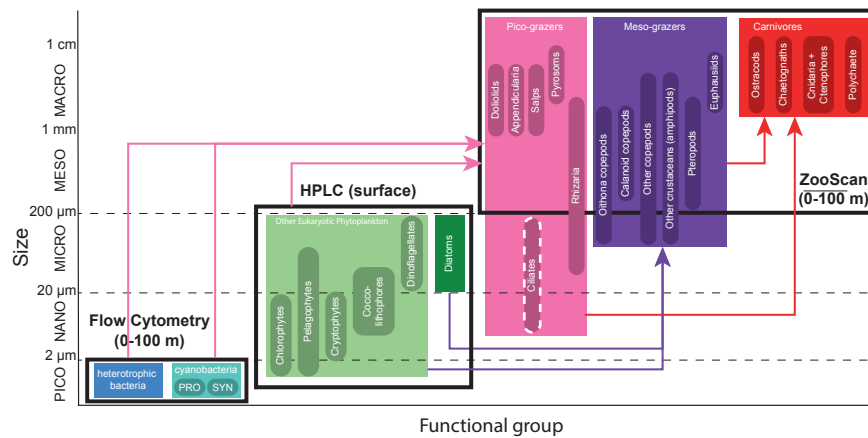 Pico-grazers
Meso-grazers
Carnivores
1 cm
MACRO
1 mm
MESO
200 µm
MICRO
20 µm
NANO
2 µm
PICO
Size
Doliolids
Appendicularia
Salps
Pyrosoms
Rhizaria
Ciliates
Oithona copepods
Calanoid copepods
Other copepods
Other crustaceans (amphipods)
Pteropods
Euphausiids
Ostracods
Chaetognaths
Cnidaria +
Ctenophores
Polychaete
ZooScan
(0-100 m)
HPLC (surface)
Other Eukaryotic Phytoplankton
Chlorophytes
Pelagophytes
Cryptophytes
Cocco-
lithophores
Dinoflagellates
Diatoms
Flow Cytometry
(0-100 m)
heterotrophic
bacteria
cyanobacteria
PRO
SYN
Functional group